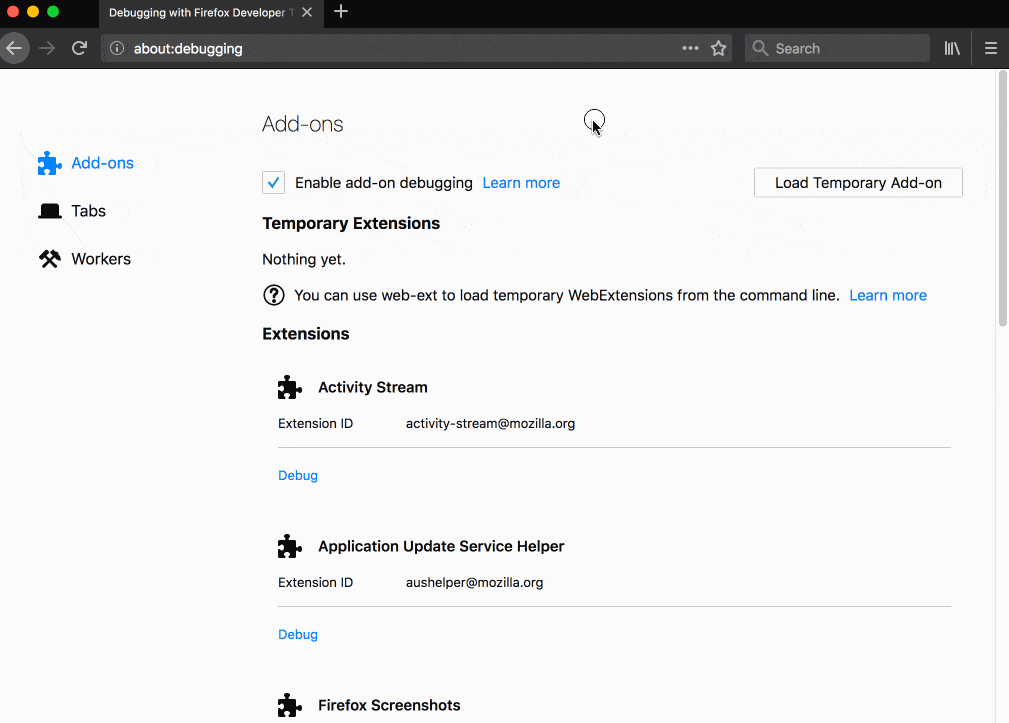 Debugging with Firefox Developer T
about:debugging
Search
Add-ons
Add-ons
Enable add-on debugging Learn more
Load Temporary Add-on
Tabs
Temporary Extensions
Workers
Nothing yet.
You can use web-ext to load temporary WebExtensions from the command line. Learn more
Extensions
Activity Stream
Extension ID activity-stream@mozilla.org
Debug
Application Update Service Helper
Extension ID aushelper@mozilla.org
Debug
Firefox Screenshots